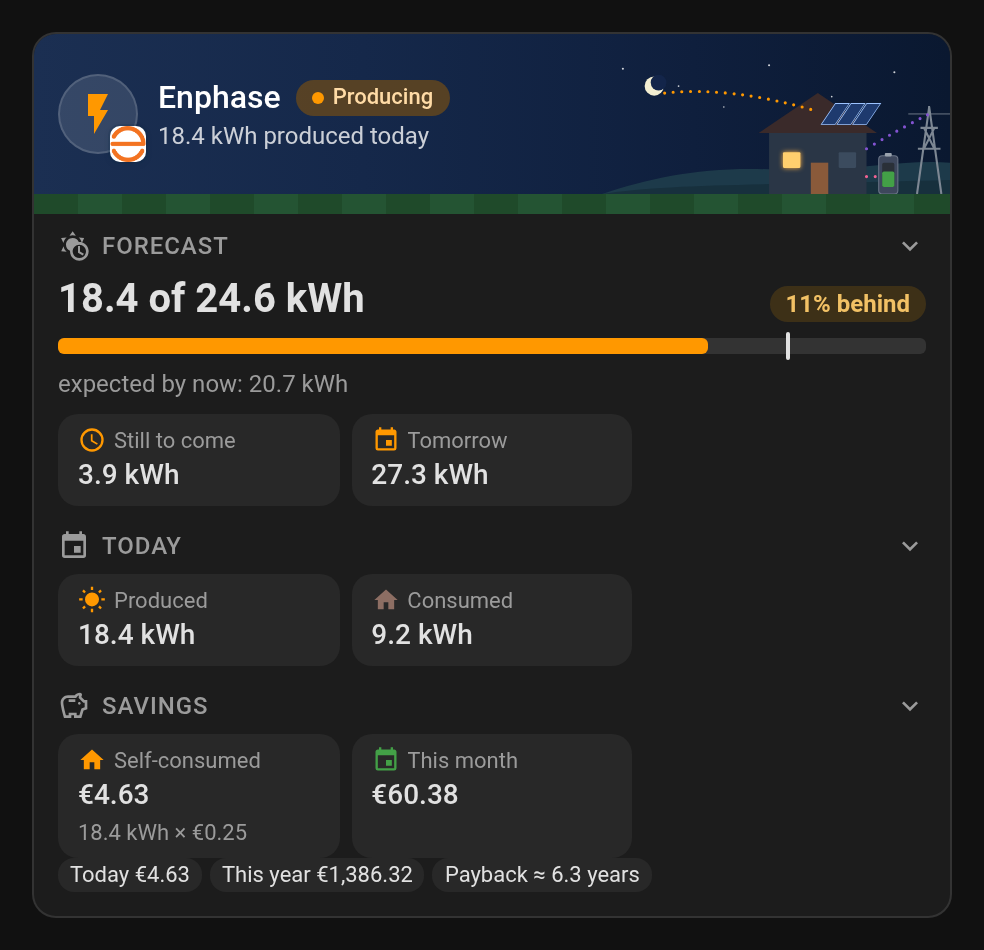 Enphase
Producing
18.4 kWh produced today
FORECAST
18.4 of 24.6 kWh
11% behind
expected by now: 20.7 kWh
Still to come
3.9 kWh
Tomorrow
27.3 kWh
TODAY
Produced
18.4 kWh
Consumed
9.2 kWh
SAVINGS
Self-consumed
€4.63
18.4 kWh × €0.25
This month
€60.38
Today €4.63
This year €1,386.32
Payback ≈ 6.3 years